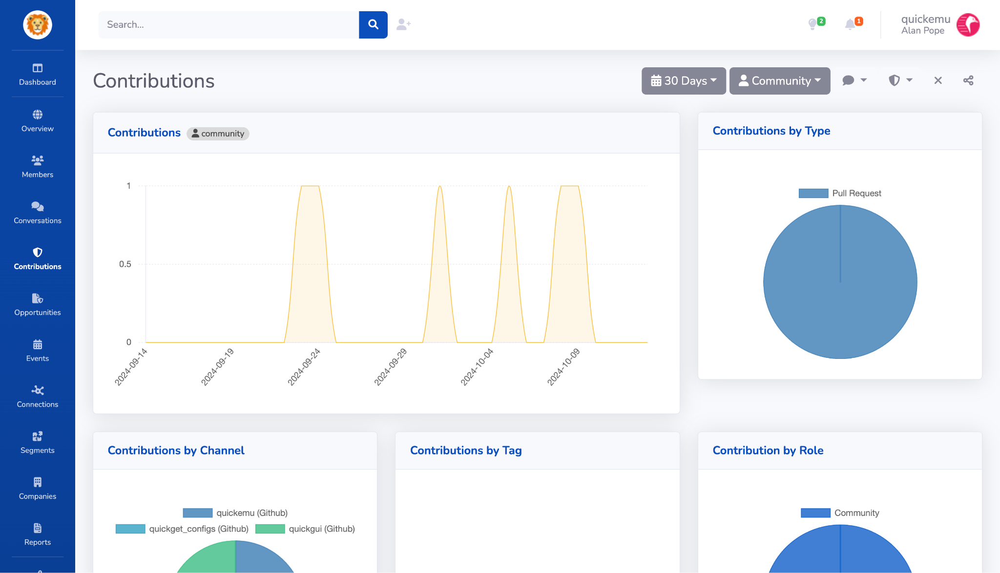 Search...
2
1
quickemu
Alan Pope
Dashboard
Overview
Members
Conversations
Contributions
Opportunities
Events
Connections
Segments
Companies
Reports
Contributions
30 Days
Community
Contributions
community
1
0.5
0
2024-09-14
2024-09-19
2024-09-24
2024-09-29
2024-10-04
2024-10-09
Contributions by Type
Pull Request
Contributions by Channel
quickemu (Github)
quickget_configs (Github)
quickgui (Github)
Contributions by Tag
Contribution by Role
Community